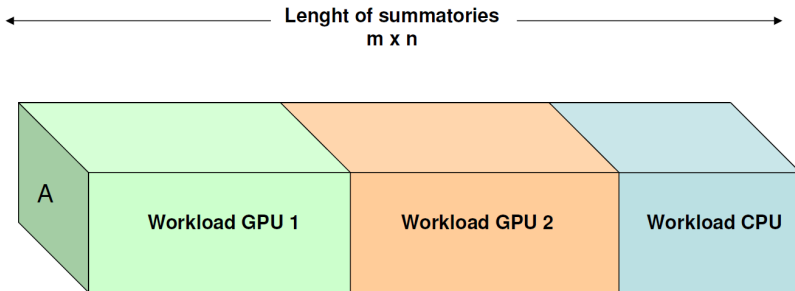 Lenght of summatories
m x n
A
Workload GPU 1
Workload GPU 2
Workload CPU